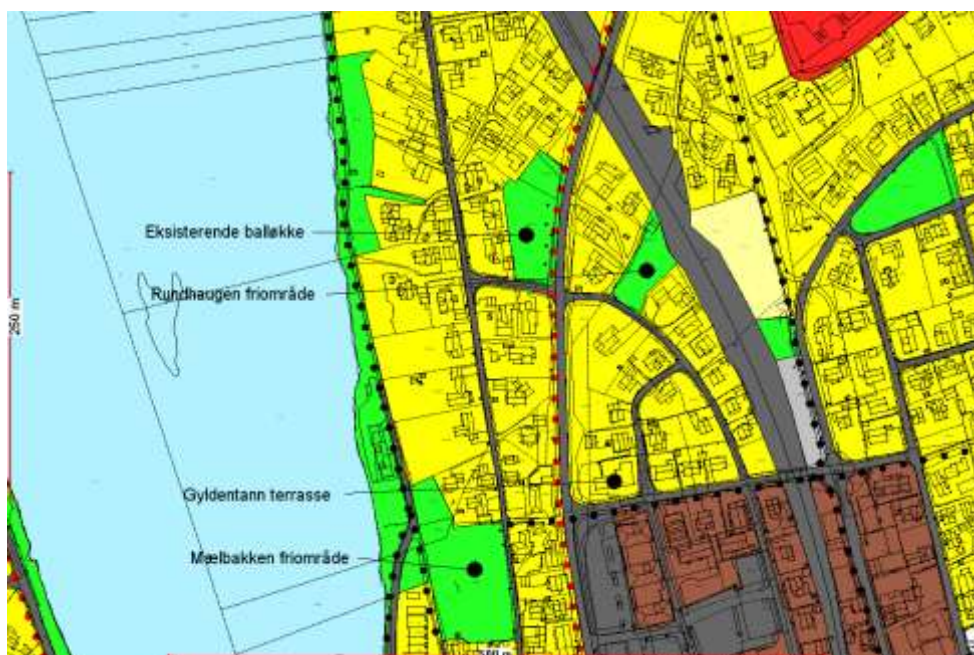 Eksisterende balløkke
Rundhaugen friområde
250 m
Gyldentann terrasse
Mælbakken friområde